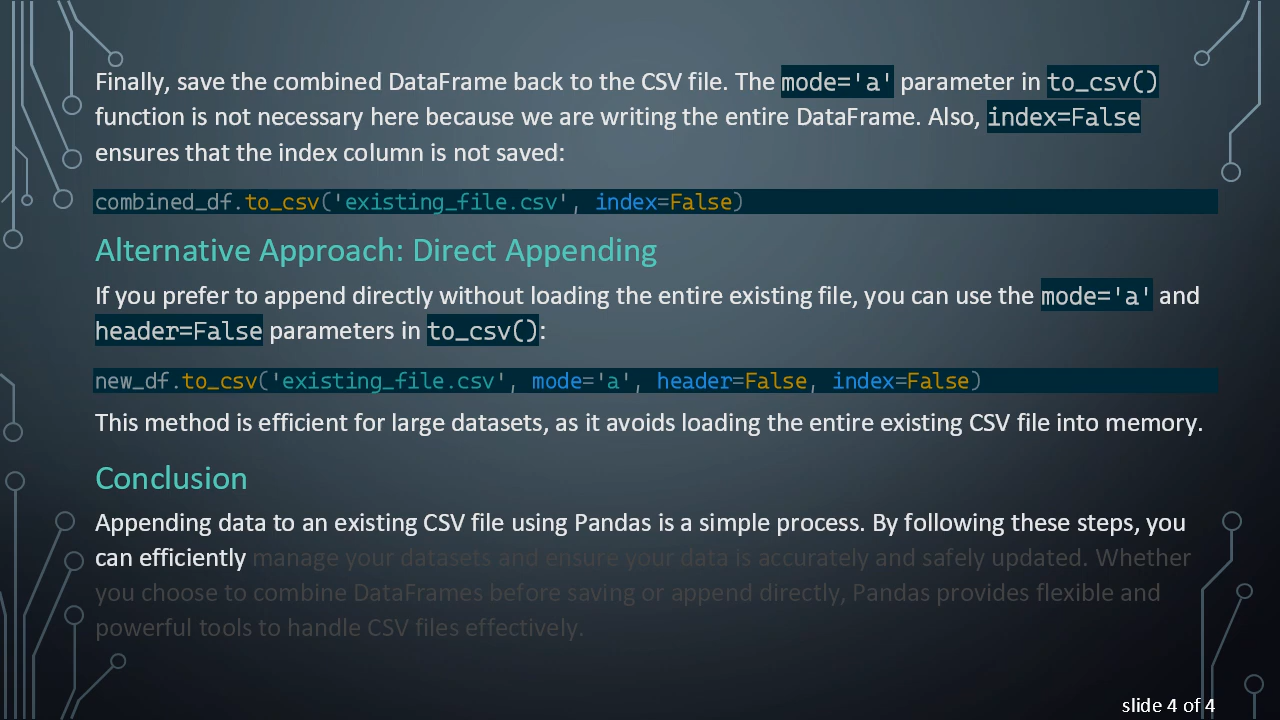 Finally, save the combined DataFrame back to the CSV file. The mode='a' parameter in to_csv()
function is not necessary here because we are writing the entire DataFrame. Also, index=False
ensures that the index column is not saved:
combined_df.to_csv('existing_file.csv', index=False)
Alternative Approach: Direct Appending
If you prefer to append directly without loading the entire existing file, you can use the mode='a' and
header=False parameters in to_csv():
new_df.to_csv('existing_file.csv', mode='a', header=False, index=False)
This method is efficient for large datasets, as it avoids loading the entire existing CSV file into memory.
Conclusion
Appending data to an existing CSV file using Pandas is a simple process. By following these steps, you
can efficiently manage your datasets and ensure your data is accurately and safely updated. Whether
you choose to combine DataFrames before saving or append directly, Pandas provides flexible and
powerful tools to handle CSV files effectively.
slide 4 of 4